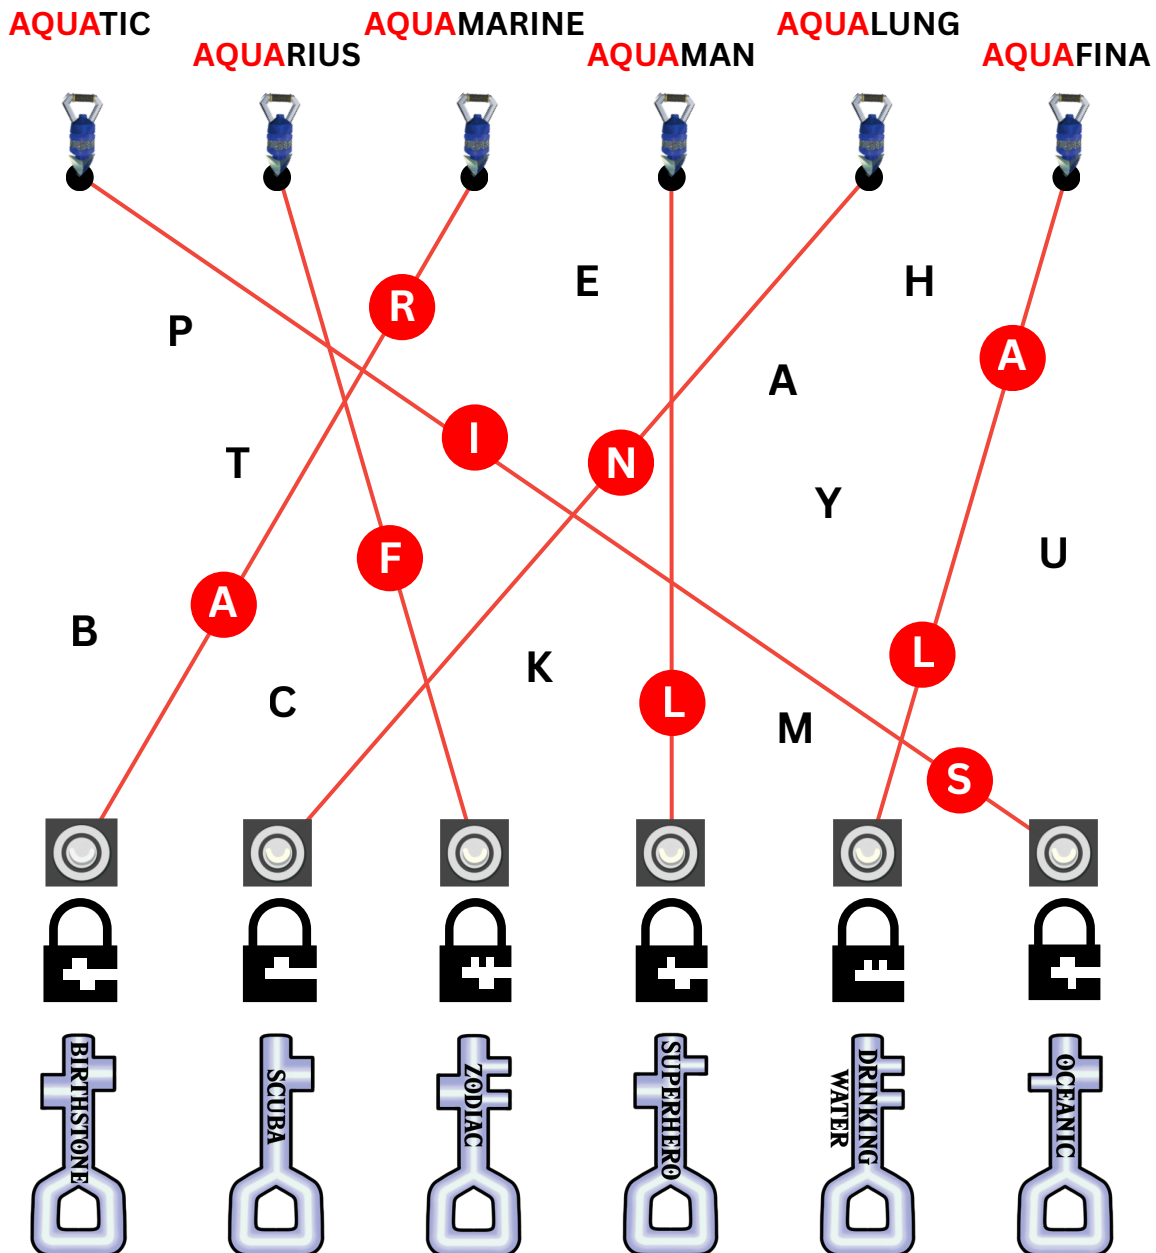 AQUATIC
AQUARIUS
AQUAMARINE
AQUAMAN
AQUALUNG
AQUAFINA
E
H
R
P
A
A
I
T
N
Y
U
F
A
B
L
K
C
L
M
S
BIRTHSTONE
SCUBA
ZODIAC
SUPERHERO
DRINKING
WATER
OCEANIC